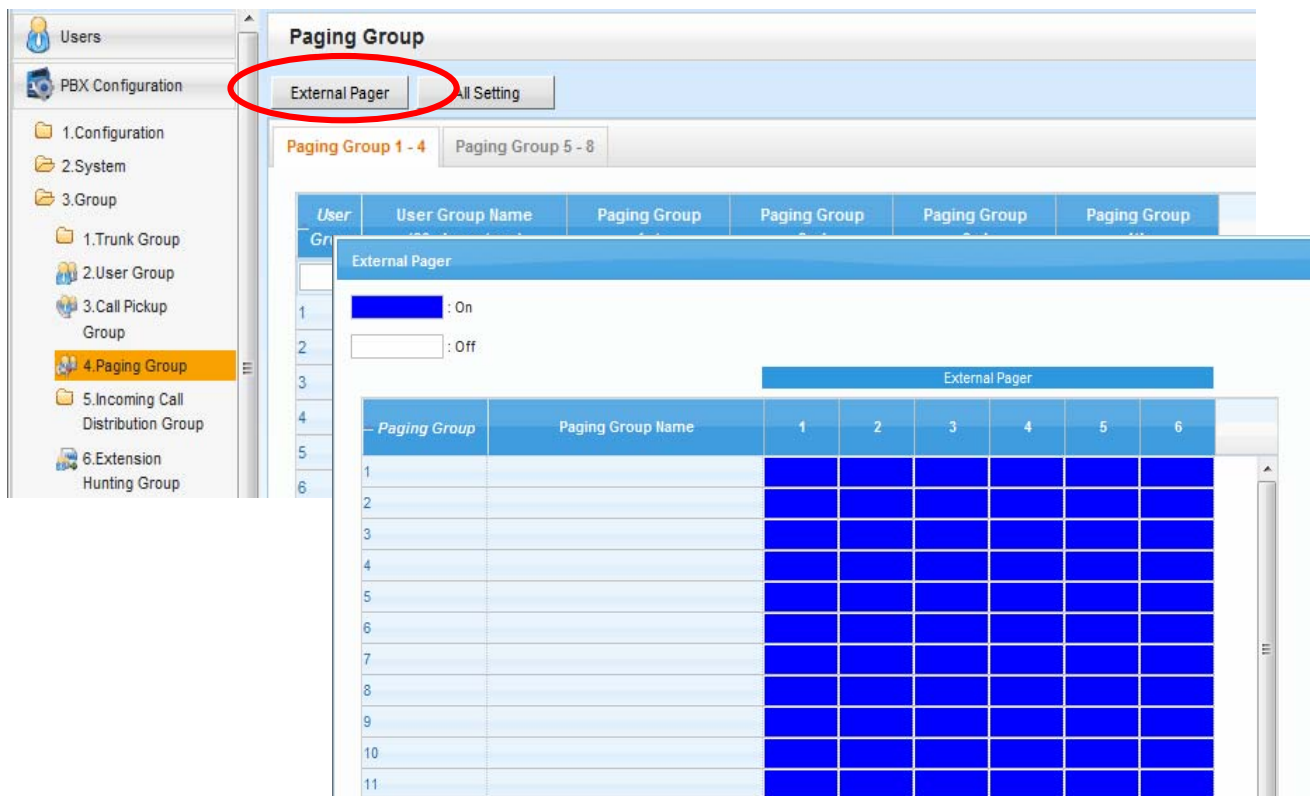 Users
PBX Configuration
1.Configuration
2.System
3.Group
1.Trunk Group
2.User Group
3.Call Pickup
Group
4.Paging Group
5.Incoming Call
Distribution Group
6.Extension
Hunting Group
Paging Group
External Pager
All Setting
Paging Group 1 - 4
Paging Group 5 - 8
User
User Group Name
Paging Group
Paging Group
Paging Group
Paging Group
1
2
3
4
5
6
External Pager
: On
: Off
External Pager
Paging Group
Paging Group Name
1
2
3
4
5
6
1
2
3
4
5
6
7
8
9
10
11